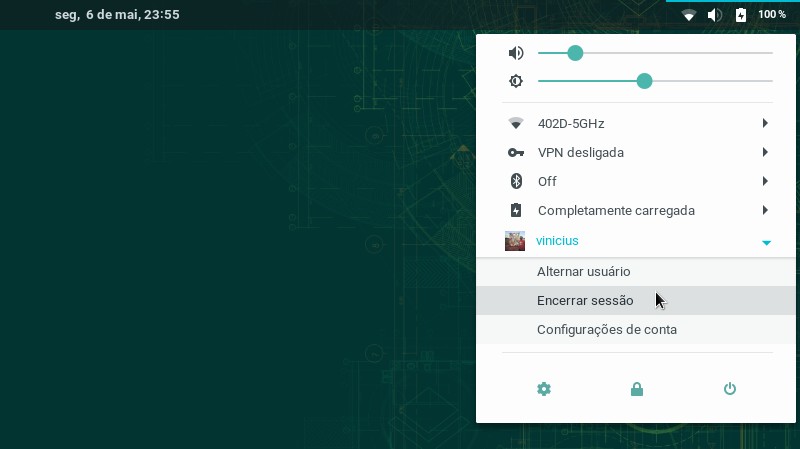 seg, 6 de mai, 23:55
100 %
402D-5GHz
VPN desligada
Off
Completamente carregada
vinicius
Alternar usuário
Encerrar sessão
Configurações de conta